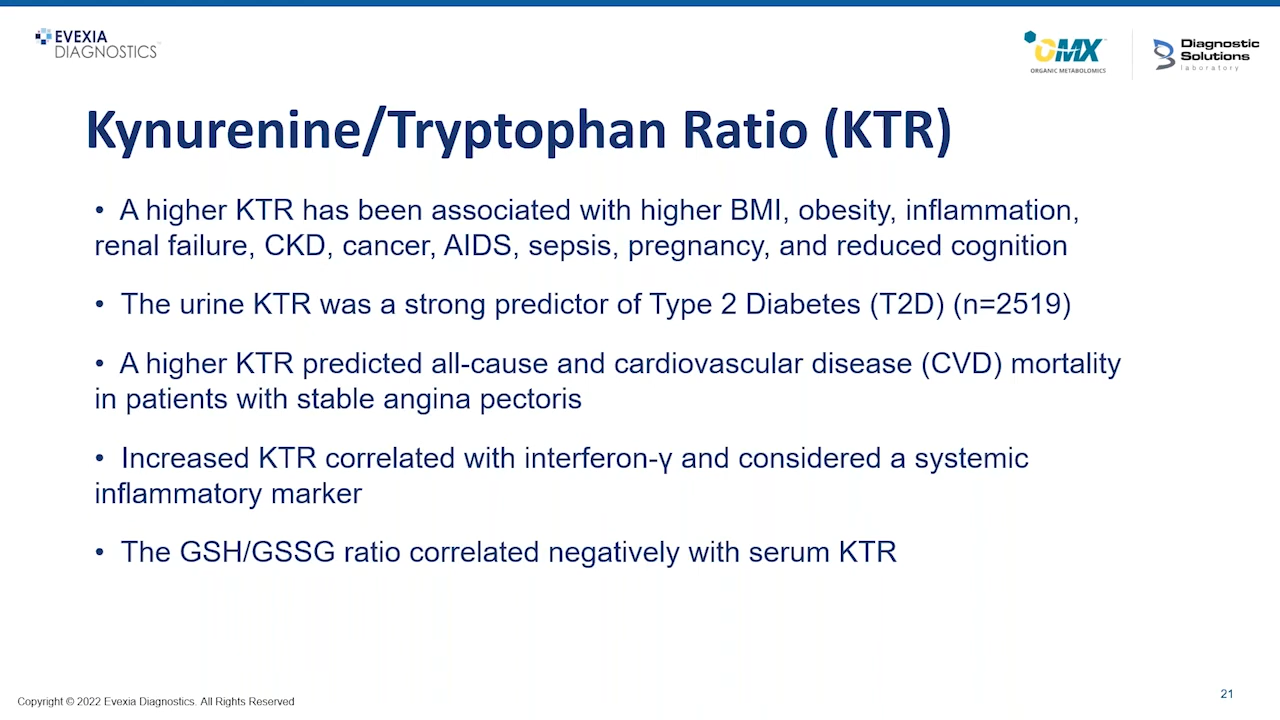 EVEXIA
DIAGNOSTICS™
OMX™
ORGANIC METABOLOMICS
Diagnostic
Solutions
laboratory
Kynurenine/Tryptophan Ratio (KTR)
• A higher KTR has been associated with higher BMI, obesity, inflammation,
renal failure, CKD, cancer, AIDS, sepsis, pregnancy, and reduced cognition
• The urine KTR was a strong predictor of Type 2 Diabetes (T2D) (n=2519)
• A higher KTR predicted all-cause and cardiovascular disease (CVD) mortality
in patients with stable angina pectoris
• Increased KTR correlated with interferon-γ and considered a systemic
inflammatory marker
• The GSH/GSSG ratio correlated negatively with serum KTR
Copyright © 2022 Evexia Diagnostics. All Rights Reserved
21